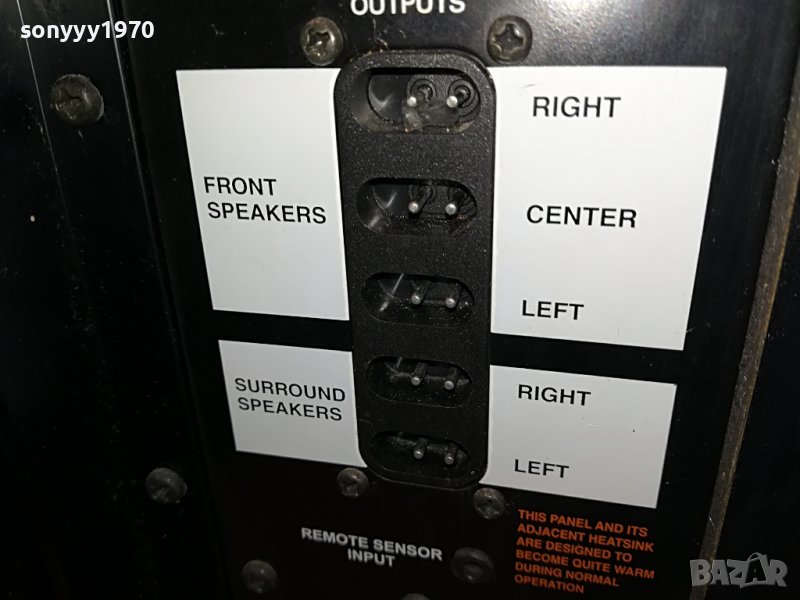 sonyyy1970
OUTPUTS
FRONT
SPEAKERS
RIGHT
CENTER
LEFT
SURROUND
SPEAKERS
RIGHT
LEFT
REMOTE SENSOR
INPUT
THIS PANEL AND ITS
ADJACENT HEATSINK
ARE DESIGNED TO
BECOME QUITE WARM
DURING NORMAL
OPERATION
BAZAR